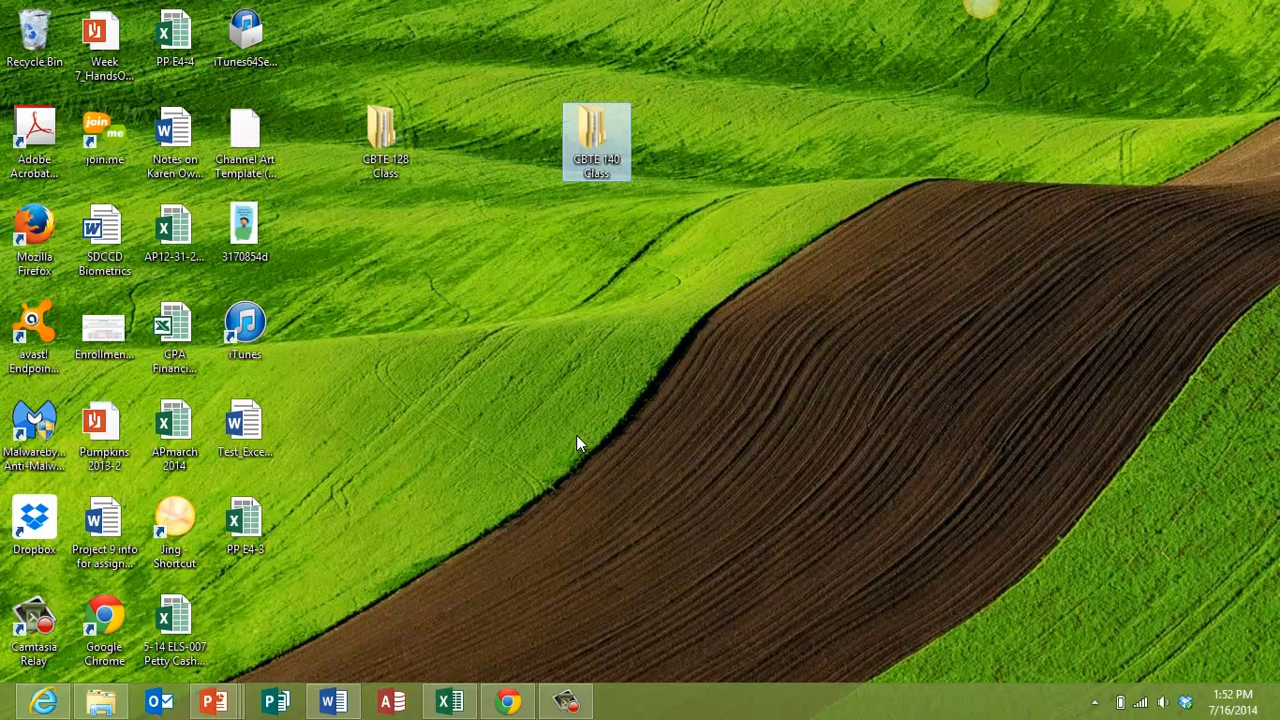 Recycle Bin
Week
7_HandsO...
PP E4-4
iTunes64Se...
Adobe
Acrobat...
join
me
join.me
Notes on
Karen Ow...
Channel Art
Template (...
CBTE 128
Class
CBTE 140
Class
Mozilla
Firefox
SDCCD
Biometrics
AP12-31-2...
3170854d
avast!
Endpoin...
Enrollmen...
CPA
Financi...
iTunes
Malwareby...
Anti-Malw...
Pumpkins
2013-2
APmarch
2014
Test_Exce...
Dropbox
Project 9 info
for assign...
Jing -
Shortcut
PP E4-3
Camtasia
Relay
Google
Chrome
5-14 ELS-007
Petty Cash...
1:52 PM
7/16/2014